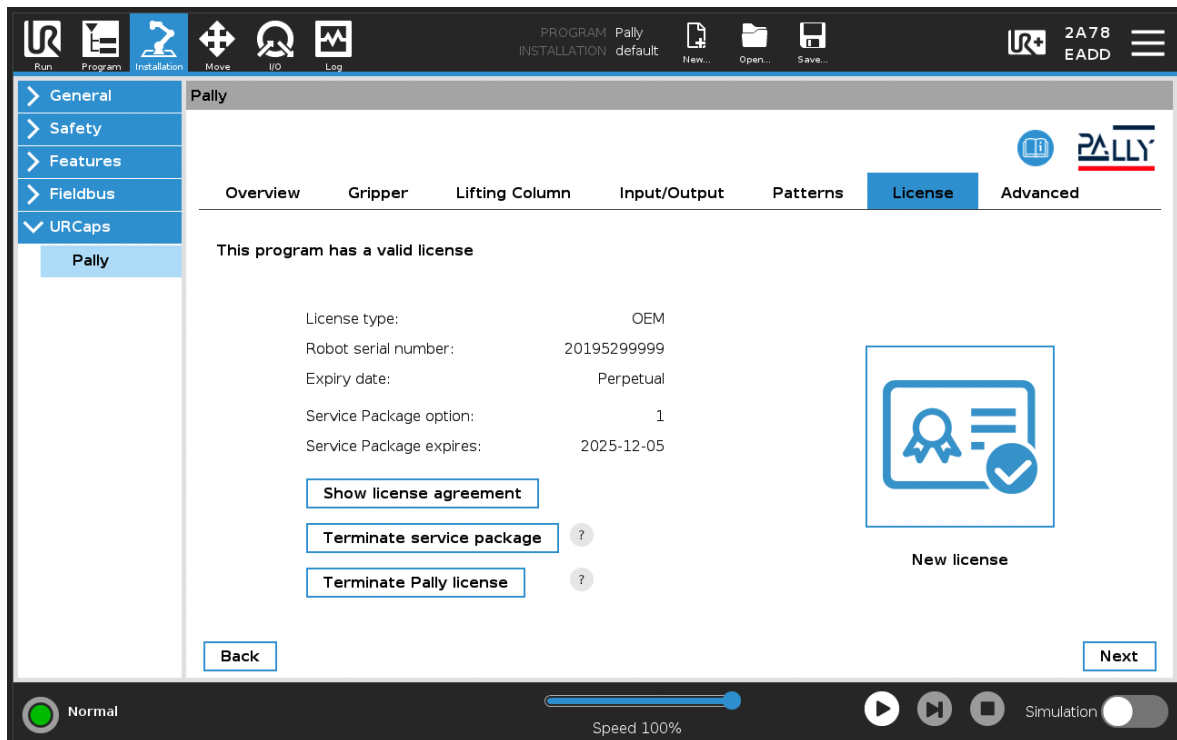 PROGRAM Pally
INSTALLATION default
2A78
EADD
Run Program Installation Move I/O Log New... Open... Save...
General
Safety
Features
Fieldbus
URCaps
Pally
Pally
PALLY
Overview Gripper Lifting Column Input/Output Patterns License Advanced
This program has a valid license
License type: OEM
Robot serial number: 20195299999
Expiry date: Perpetual
Service Package option: 1
Service Package expires: 2025-12-05
Show license agreement
Terminate service package ?
Terminate Pally license ?
New license
Back Next
Normal
Speed 100%
Simulation